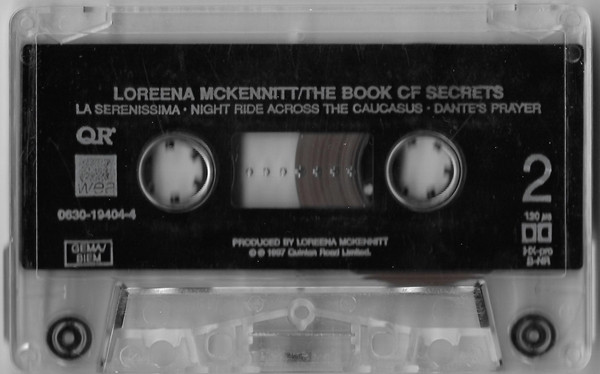 LOREENA MCKENNITT/THE BOOK OF SECRETS
LA SERENISSIMA • NIGHT RIDE ACROSS THE CAUCASUS • DANTE'S PRAYER
QR
wea
0630-19404-4
GEMA/
BIEM
2
120 µs
HX-pro
B-NR
PRODUCED BY LOREENA MCKENNITT
℗ © 1997 Quinlan Road Limited.